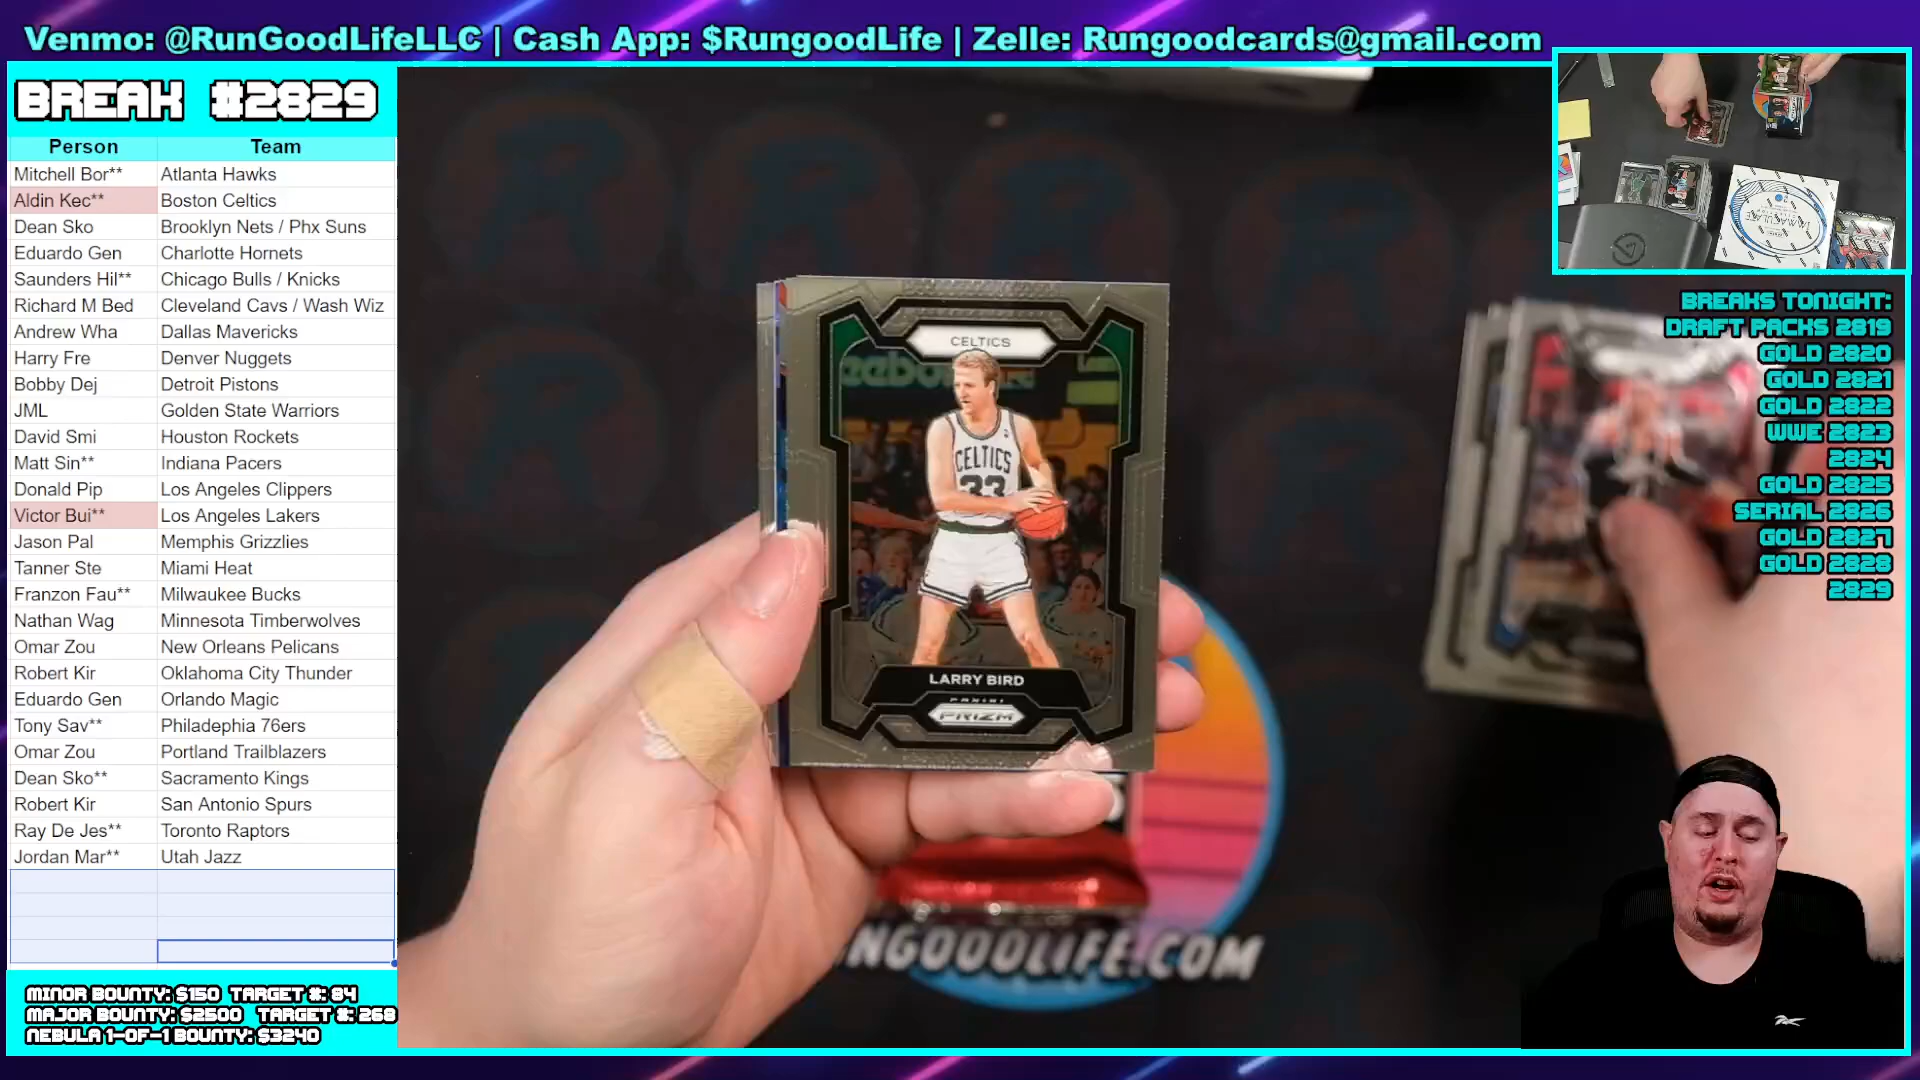 Venmo: @RunGoodLifeLLC | Cash App: $RungoodLife | Zelle: Rungoodcards@gmail.com
BREAK #2829
Person Team
Mitchell Bor** Atlanta Hawks
Aldin Kec** Boston Celtics
Dean Sko Brooklyn Nets / Phx Suns
Eduardo Gen Charlotte Hornets
Saunders Hil** Chicago Bulls / Knicks
Richard M Bed Cleveland Cavs / Wash Wiz
Andrew Wha Dallas Mavericks
Harry Fre Denver Nuggets
Bobby Dej Detroit Pistons
JML Golden State Warriors
David Smi Houston Rockets
Matt Sin** Indiana Pacers
Donald Pip Los Angeles Clippers
Victor Bui** Los Angeles Lakers
Jason Pal Memphis Grizzlies
Tanner Ste Miami Heat
Franzon Fau** Milwaukee Bucks
Nathan Wag Minnesota Timberwolves
Omar Zou New Orleans Pelicans
Robert Kir Oklahoma City Thunder
Eduardo Gen Orlando Magic
Tony Sav** Philadephia 76ers
Omar Zou Portland Trailblazers
Dean Sko** Sacramento Kings
Robert Kir San Antonio Spurs
Ray De Jes** Toronto Raptors
Jordan Mar** Utah Jazz
MINOR BOUNTY: $150 TARGET #: 84
MAJOR BOUNTY: $2500 TARGET #: 268
NEBULA 1-OF-1 BOUNTY: $3240
CELTICS
CELTICS
33
LARRY BIRD
PANINI
PRIZM
NGOODLIFE.COM
IMMACULATE
BREAKS TONIGHT:
DRAFT PACKS 2819
GOLD 2820
GOLD 2821
GOLD 2822
WWE 2823
2824
GOLD 2825
SERIAL 2826
GOLD 2827
GOLD 2828
2829